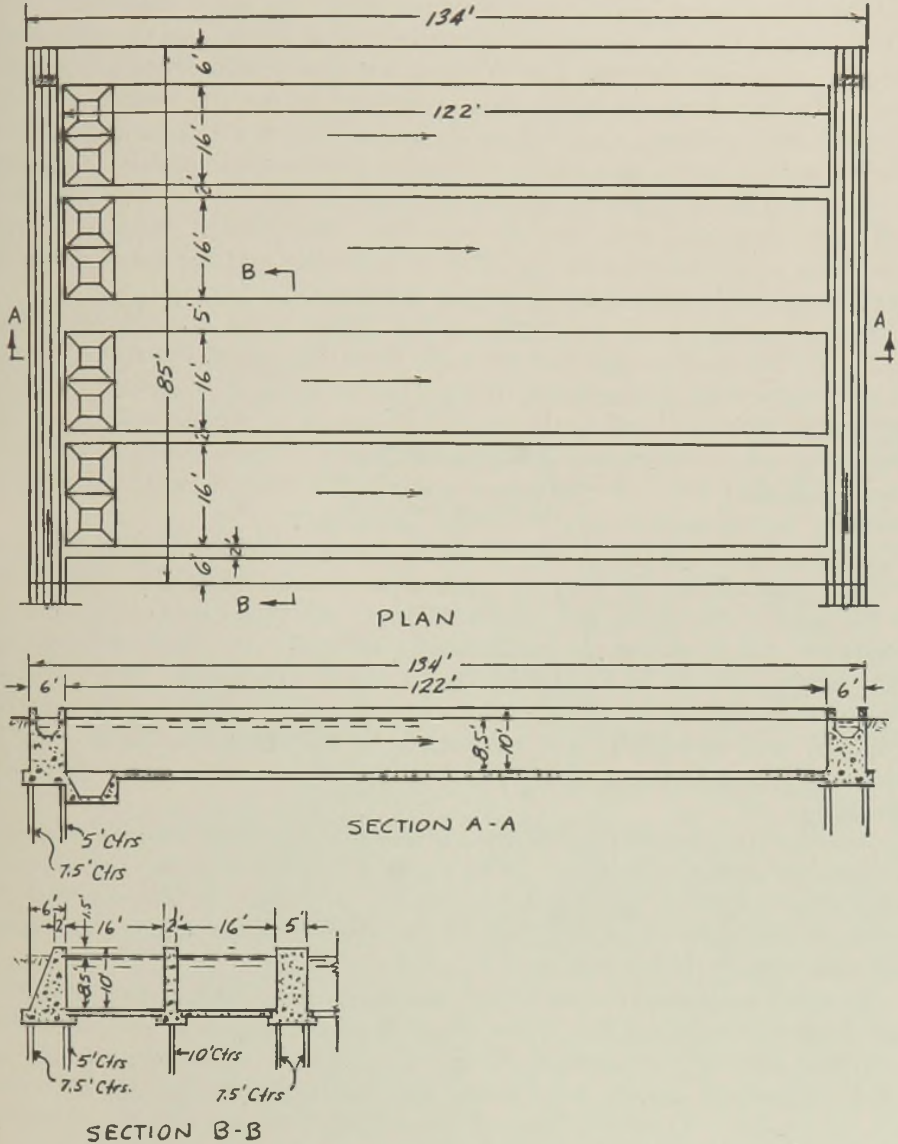 134'
6'
122'
16'
2'
16'
B
5'
A
A
85'
16'
2'
16'
6'
2'
B
PLAN
134'
6'
122'
6'
8.5'
10'
SECTION A-A
5' Ctrs
7.5' Ctrs
6'
1.5'
2'
16'
2'
16'
5'
8.5
10'
5' Ctrs
10' Ctrs
7.5' Ctrs.
7.5' Ctrs
SECTION B-B